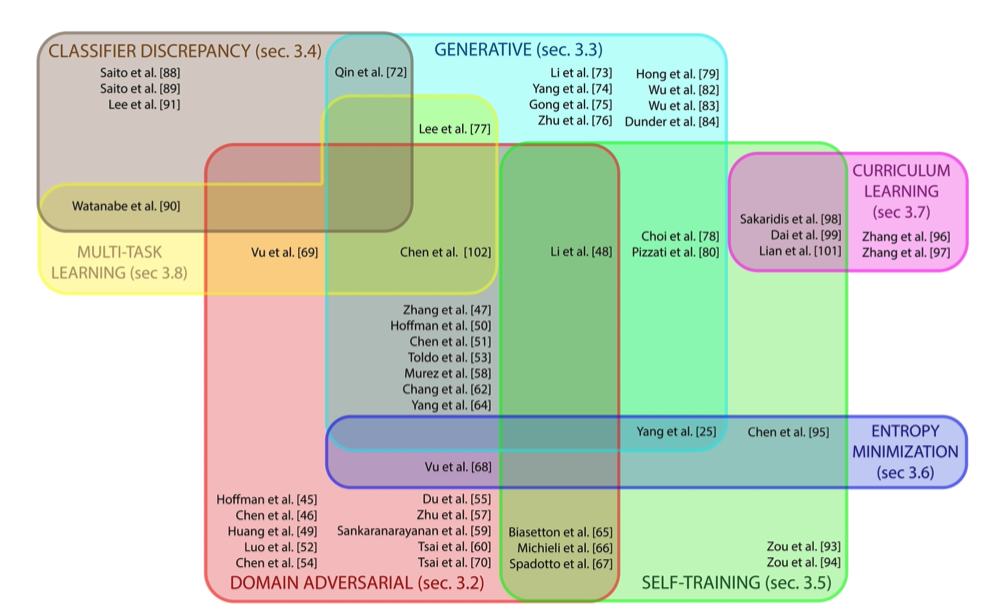 CLASSIFIER DISCREPANCY (sec. 3.4)
Saito et al. [88]
Saito et al. [89]
Lee et al. [91]
GENERATIVE (sec. 3.3)
Qin et al. [72]
Li et al. [73]
Yang et al. [74]
Gong et al. [75]
Zhu et al. [76]
Hong et al. [79]
Wu et al. [82]
Wu et al. [83]
Dunder et al. [84]
Lee et al. [77]
CURRICULUM
LEARNING
(sec 3.7)
Zhang et al. [96]
Zhang et al. [97]
Sakaridis et al. [98]
Dai et al. [99]
Lian et al. [101]
Watanabe et al. [90]
MULTI-TASK
LEARNING (sec 3.8)
Vu et al. [69]
Chen et al. [102]
Li et al. [48]
Choi et al. [78]
Pizzati et al. [80]
Zhang et al. [47]
Hoffman et al. [50]
Chen et al. [51]
Toldo et al. [53]
Murez et al. [58]
Chang et al. [62]
Yang et al. [64]
Yang et al. [25]
Chen et al. [95]
ENTROPY
MINIMIZATION
(sec 3.6)
Vu et al. [68]
Hoffman et al. [45]
Chen et al. [46]
Huang et al. [49]
Luo et al. [52]
Chen et al. [54]
Du et al. [55]
Zhu et al. [57]
Sankaranarayanan et al. [59]
Tsai et al. [60]
Tsai et al. [70]
Biasetton et al. [65]
Michieli et al. [66]
Spadotto et al. [67]
Zou et al. [93]
Zou et al. [94]
DOMAIN ADVERSARIAL (sec. 3.2)
SELF-TRAINING (sec. 3.5)